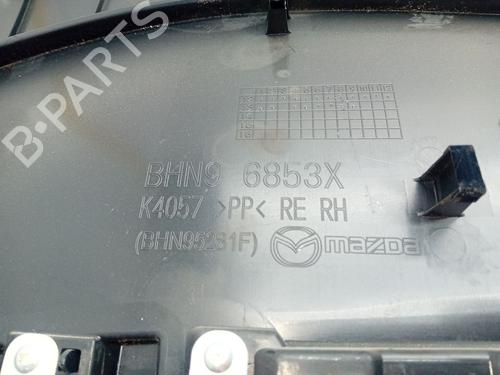 B-PARTS
BHN9 6853X
K4057 >PP< RE RH
(BHN95281F) mazda